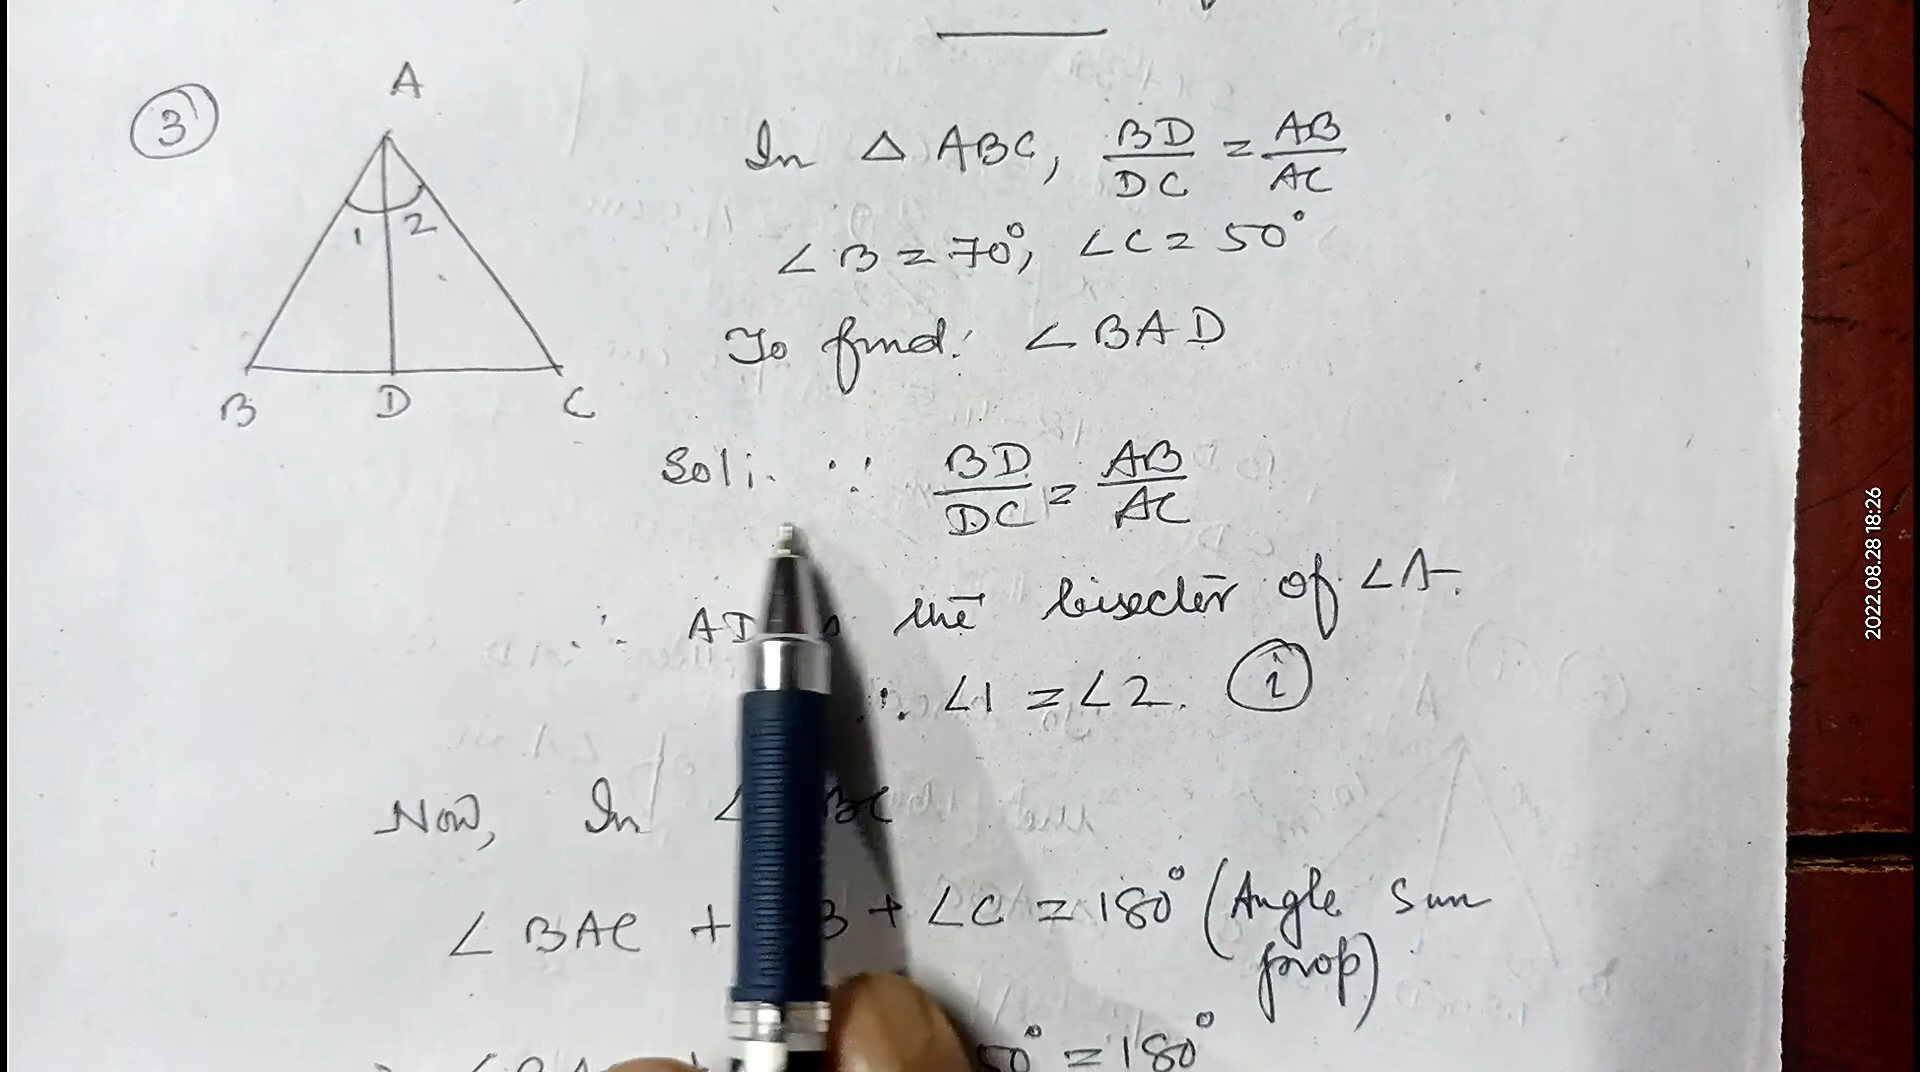 3
A
1 2
B D C
In △ ABC, BD/DC = AB/AC
∠B = 70°, ∠C = 50°
To find: ∠BAD
Sol: ∵ BD/DC = AB/AC
∴ AD the bisector of ∠A.
∴ ∠1 = ∠2. (i)
Now, In BC
∠BAC + B + ∠C = 180° (Angle sum
prop)
0° = 180°
2022.08.28 18:26